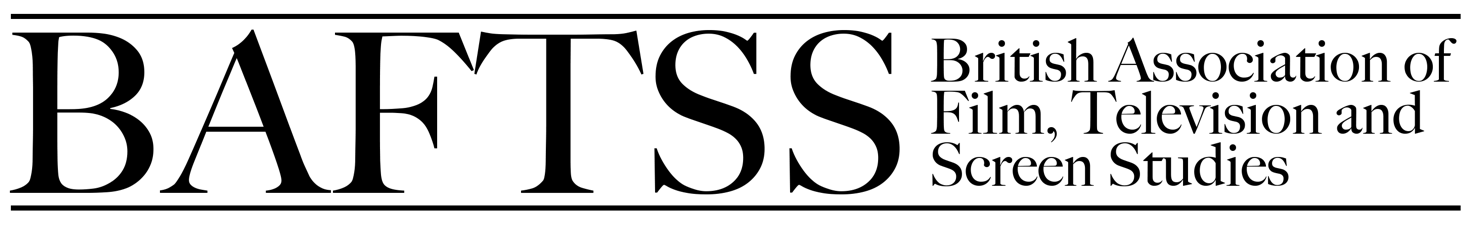 BAFTSS
British Association of
Film, Television and
Screen Studies